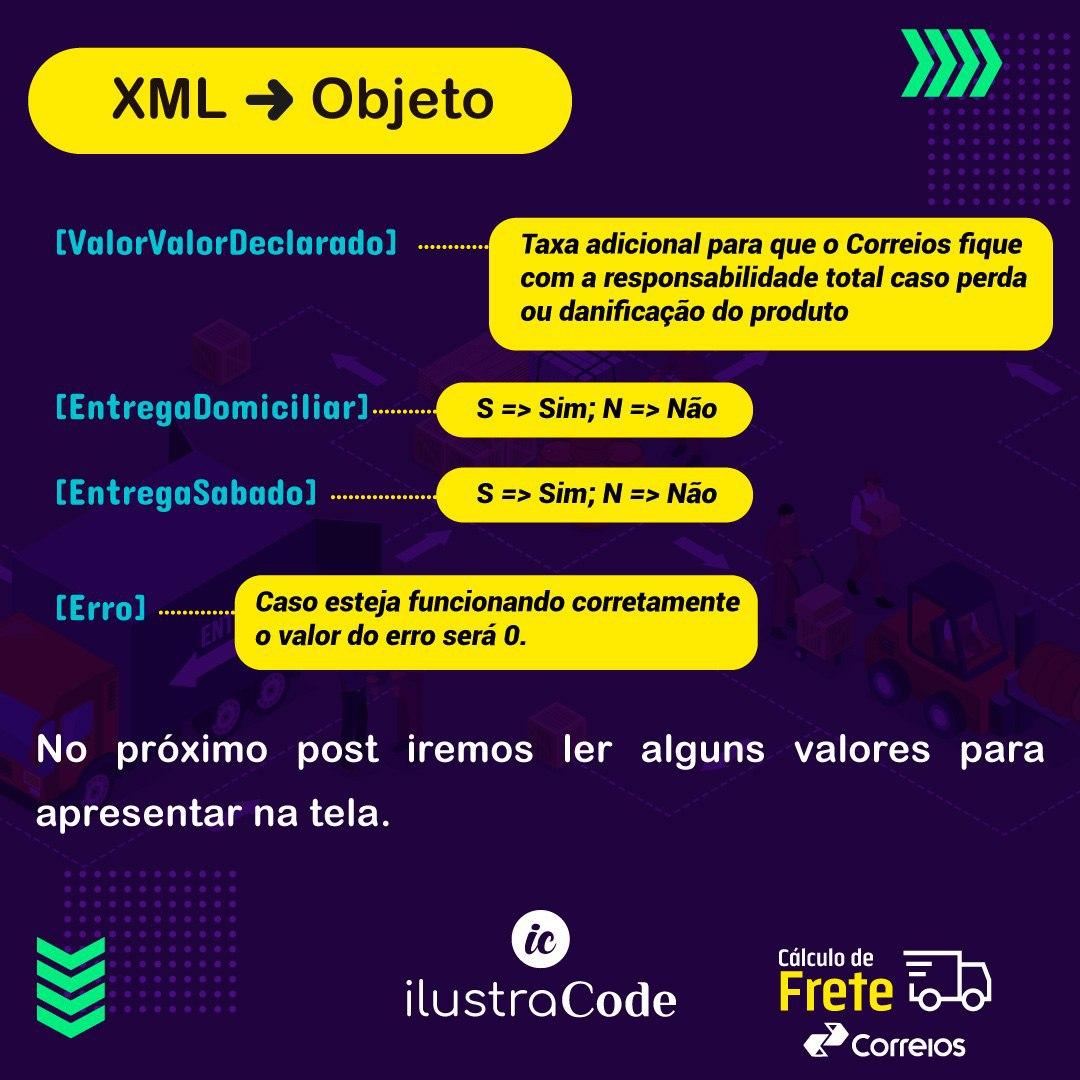 XML ➔ Objeto
[ValorValorDeclarado]
Taxa adicional para que o Correios fique
com a responsabilidade total caso perda
ou danificação do produto
[EntregaDomiciliar]
S => Sim; N => Não
[EntregaSabado]
S => Sim; N => Não
[Erro]
Caso esteja funcionando corretamente
o valor do erro será 0.
No próximo post iremos ler alguns valores para
apresentar na tela.
ic
ilustraCode
Cálculo de
Frete
Correios